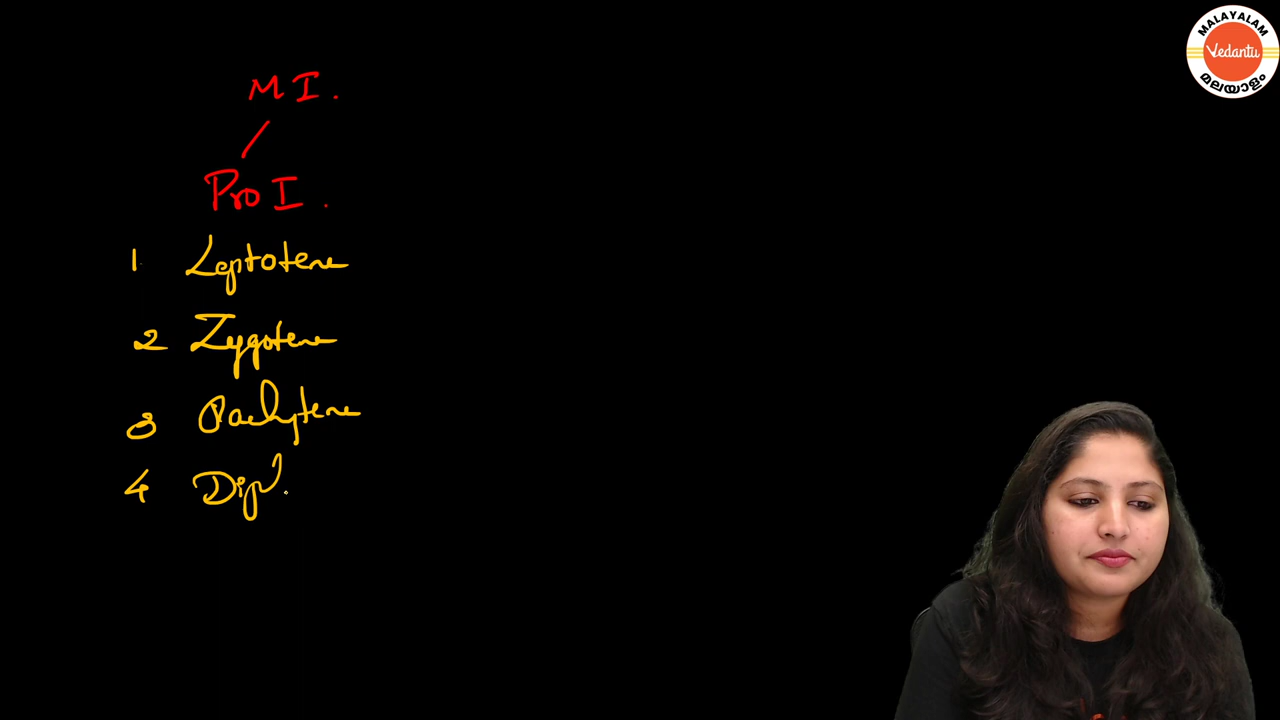 MALAYALAM
Vedantu
മലയാളം
M I.
Pro I.
1 Leptotene
2 Zygotene
3 Pachytene
4 Dipl